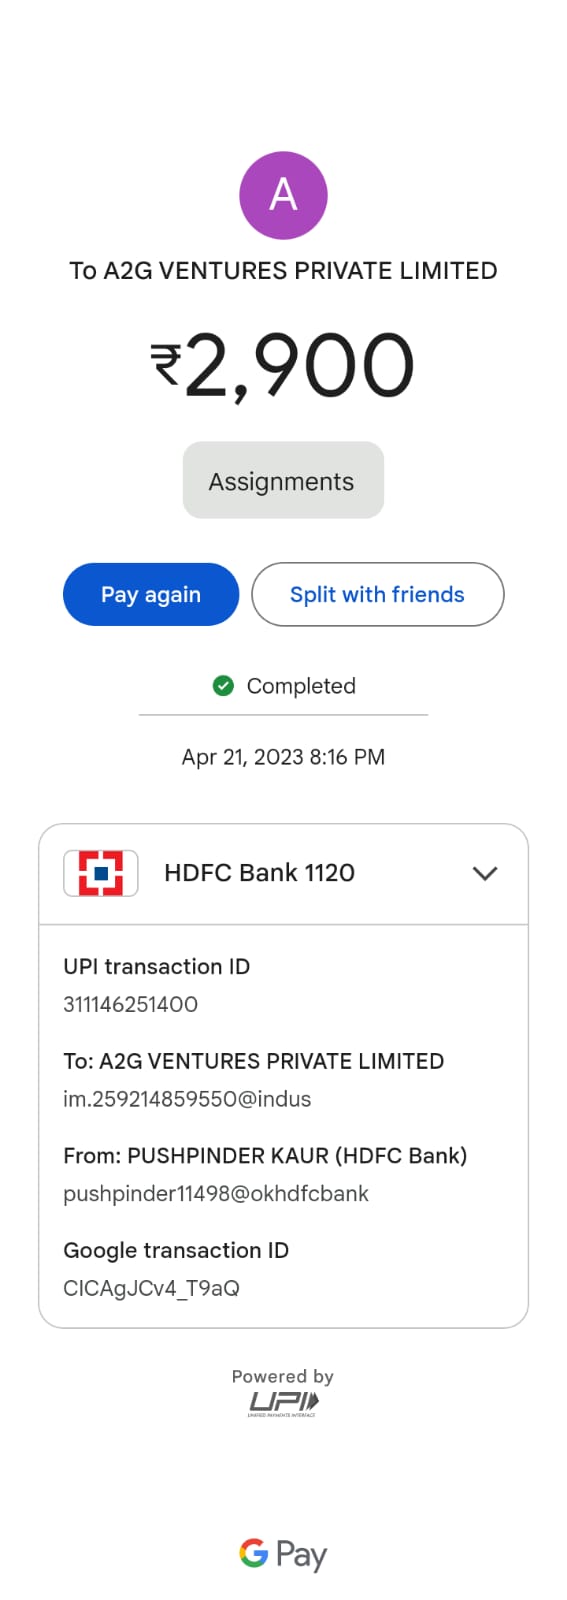 A
To A2G VENTURES PRIVATE LIMITED
₹2,900
Assignments
Pay again
Split with friends
Completed
Apr 21, 2023 8:16 PM
HDFC Bank 1120
UPI transaction ID
311146251400
To: A2G VENTURES PRIVATE LIMITED
im.259214859550@indus
From: PUSHPINDER KAUR (HDFC Bank)
pushpinder11498@okhdfcbank
Google transaction ID
CICAgJCv4_T9aQ
Powered by
UPI
UNIFIED PAYMENTS INTERFACE
G Pay